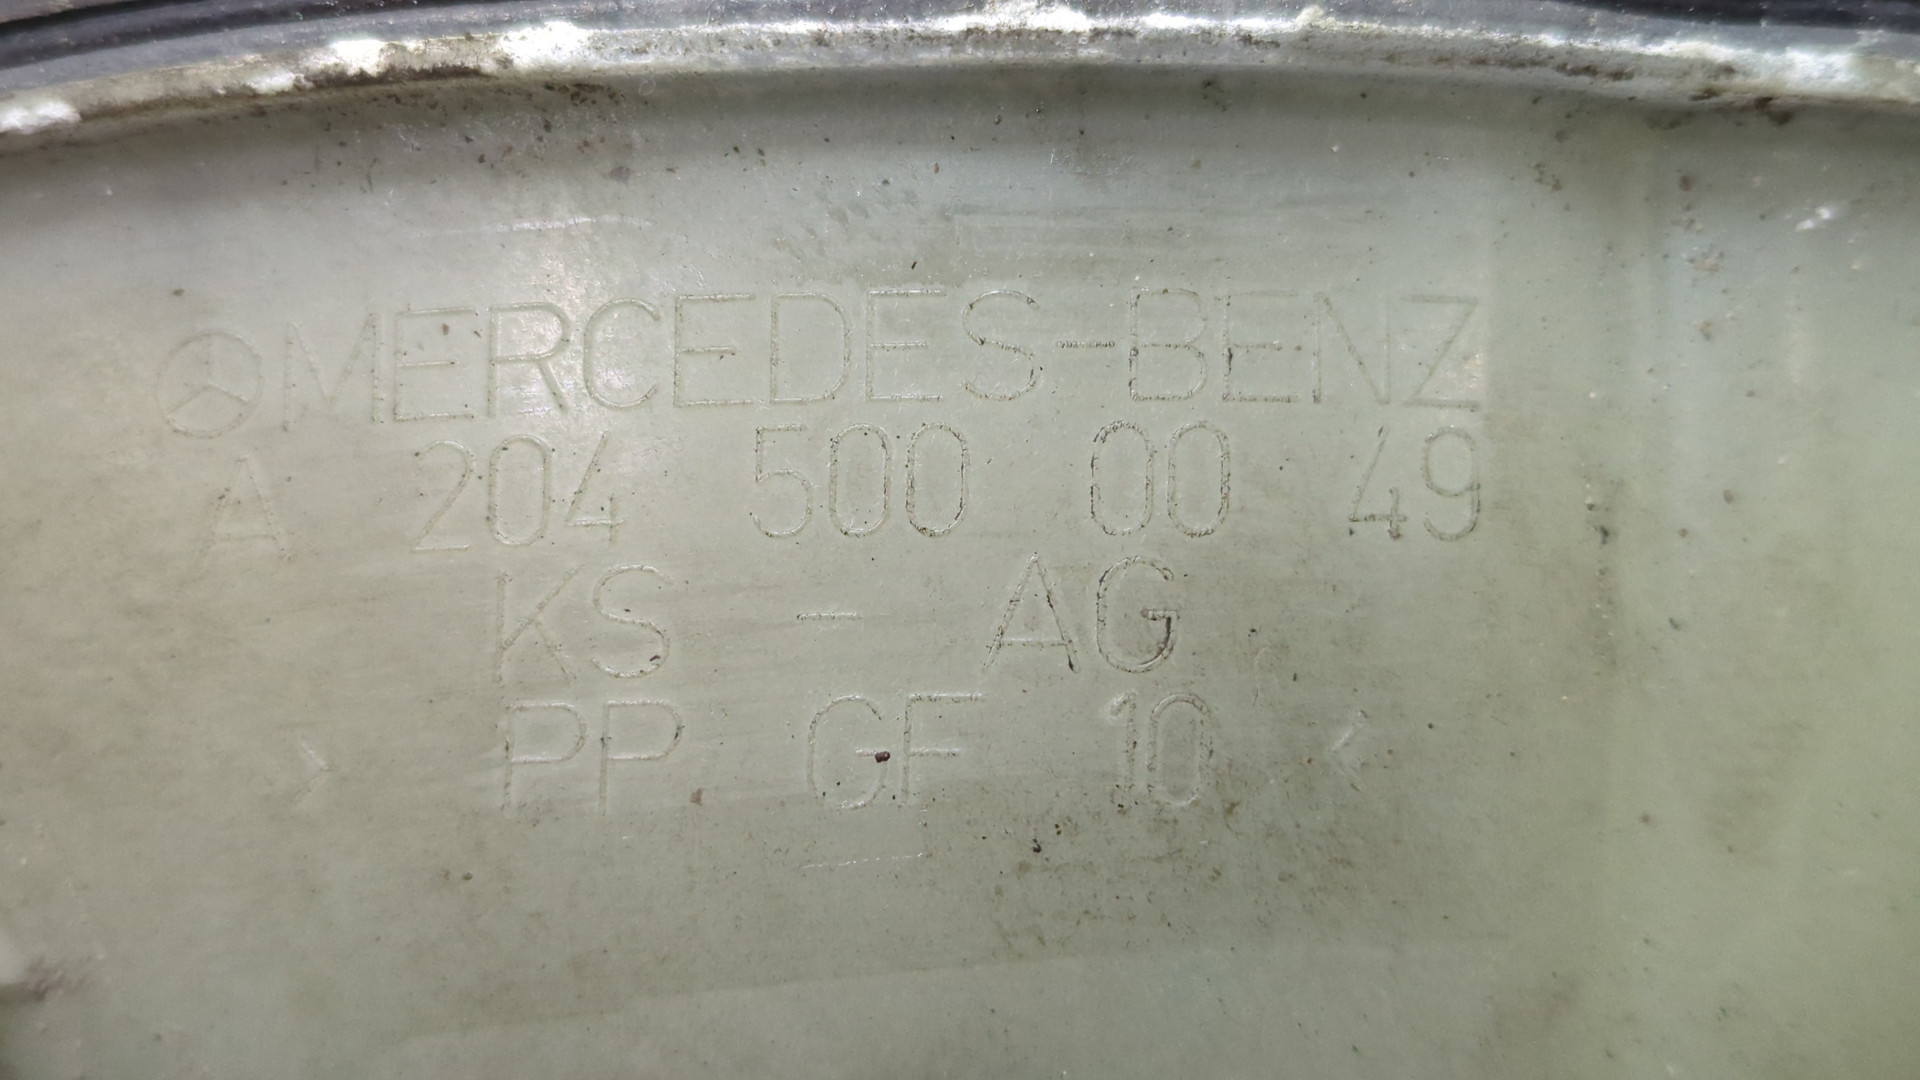 MERCEDES-BENZ
A 204 500 00 49
KS - AG
> PP GF 10 <